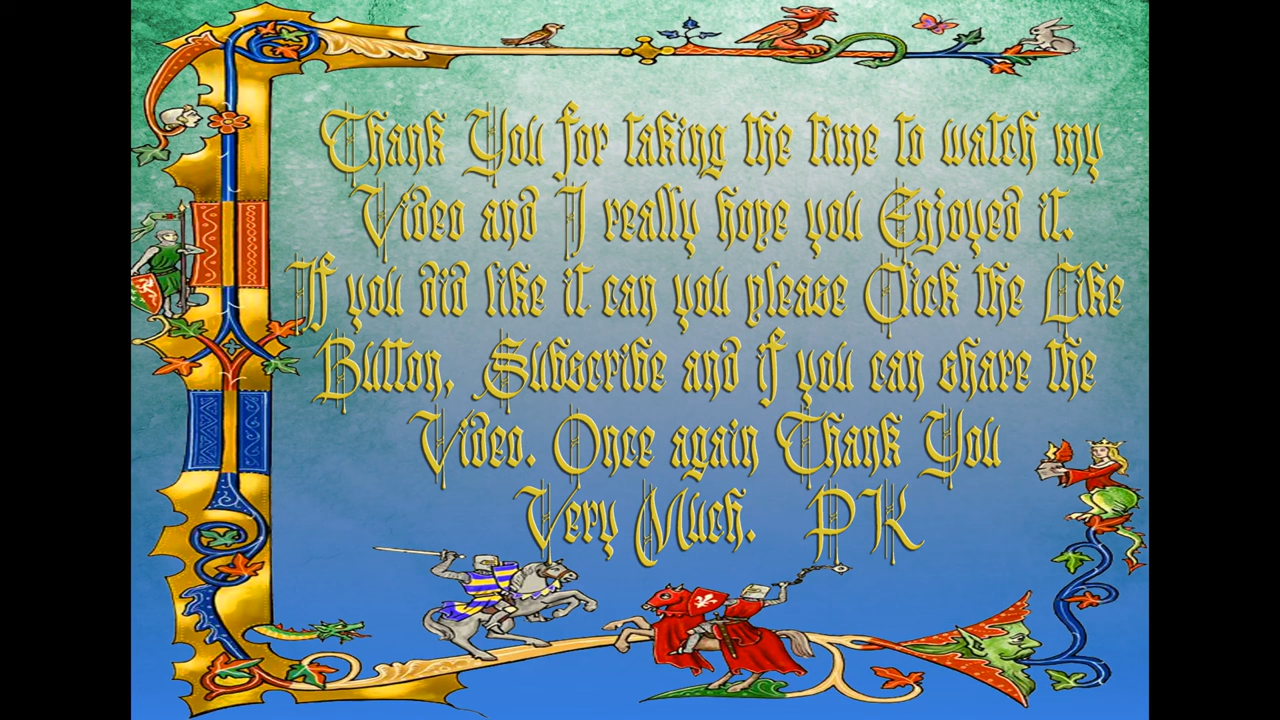 Thank You for taking the time to watch my
Video and I really hope you Enjoyed it.
If you did like it can you please Click the Like
Button, Subscribe and if you can share the
Video. Once again Thank You
Very Much. PK